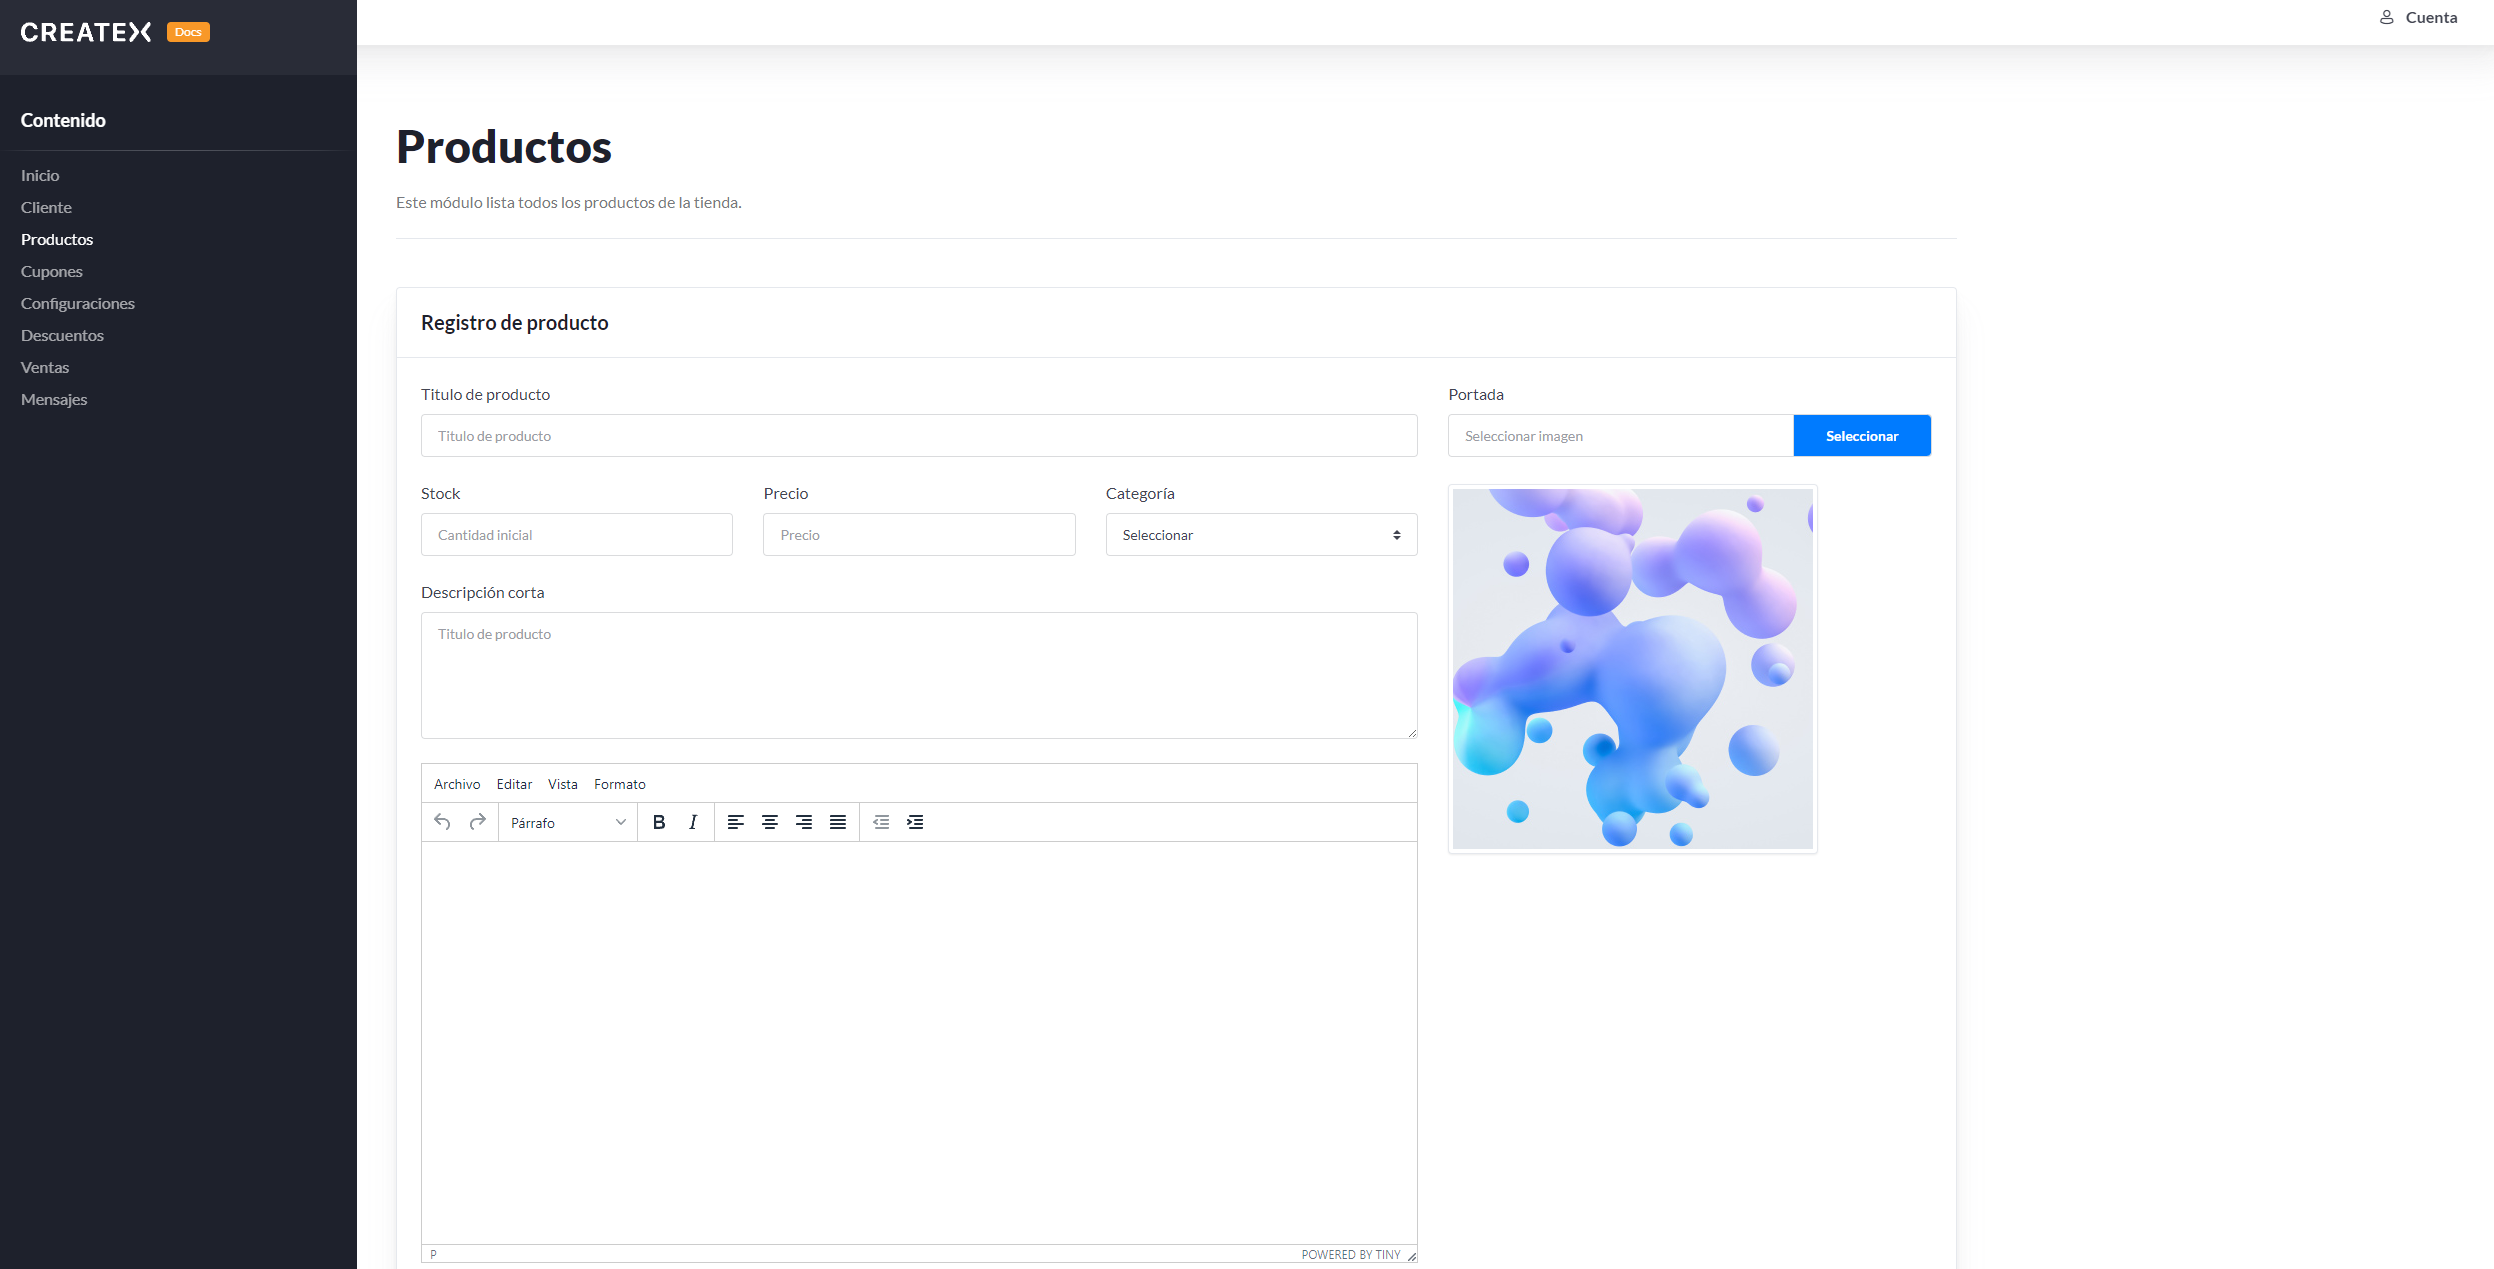 CREATEX Docs
Cuenta
Contenido
Inicio
Cliente
Productos
Cupones
Configuraciones
Descuentos
Ventas
Mensajes
Productos
Este módulo lista todos los productos de la tienda.
Registro de producto
Titulo de producto
Titulo de producto
Portada
Seleccionar imagen Seleccionar
Stock Precio Categoría
Cantidad inicial Precio Seleccionar
Descripción corta
Titulo de producto
Archivo Editar Vista Formato
Párrafo B I
P POWERED BY TINY